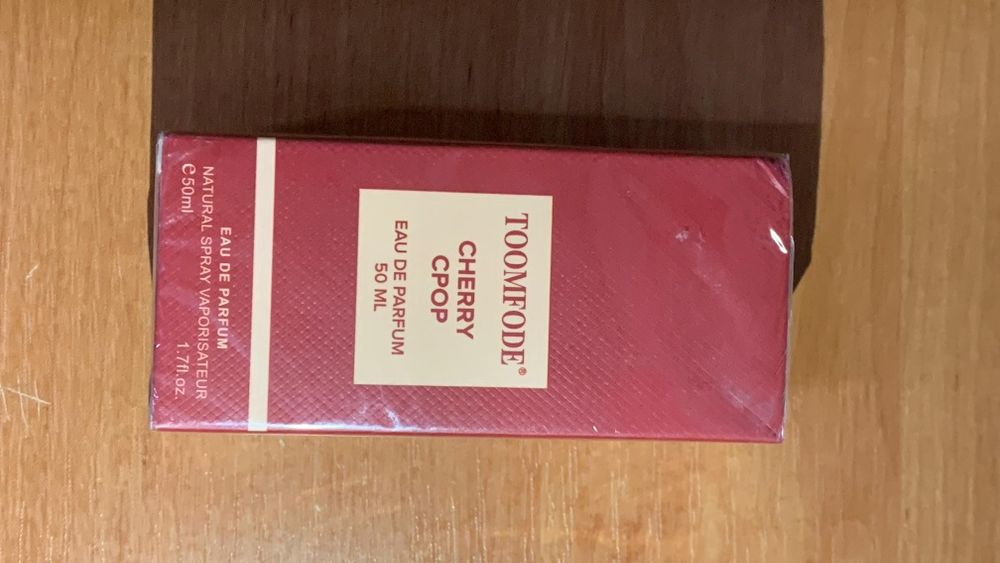 TOOMFODE®
CHERRY
CPOP
EAU DE PARFUM
50 ML
EAU DE PARFUM
NATURAL SPRAY VAPORISATEUR
e50ml 1.7fl.oz.